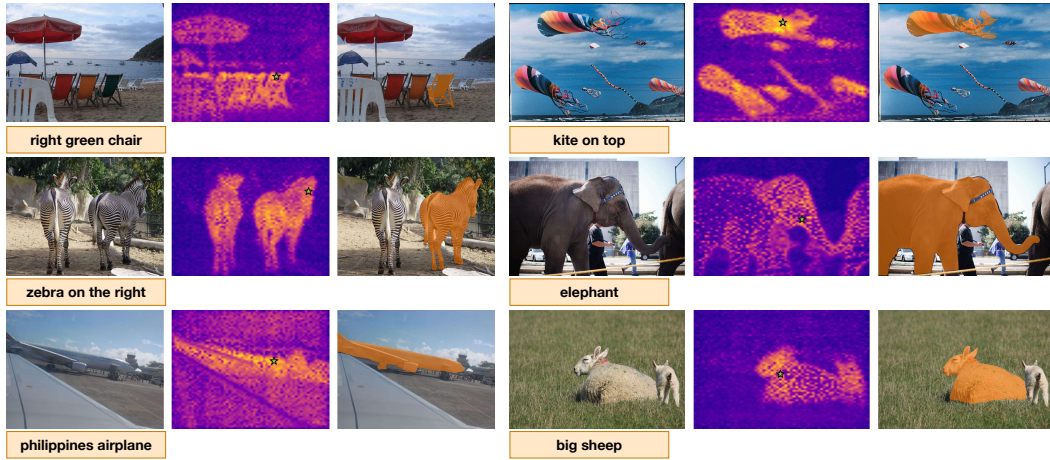 right green chair
kite on top
zebra on the right
elephant
philippines airplane
big sheep